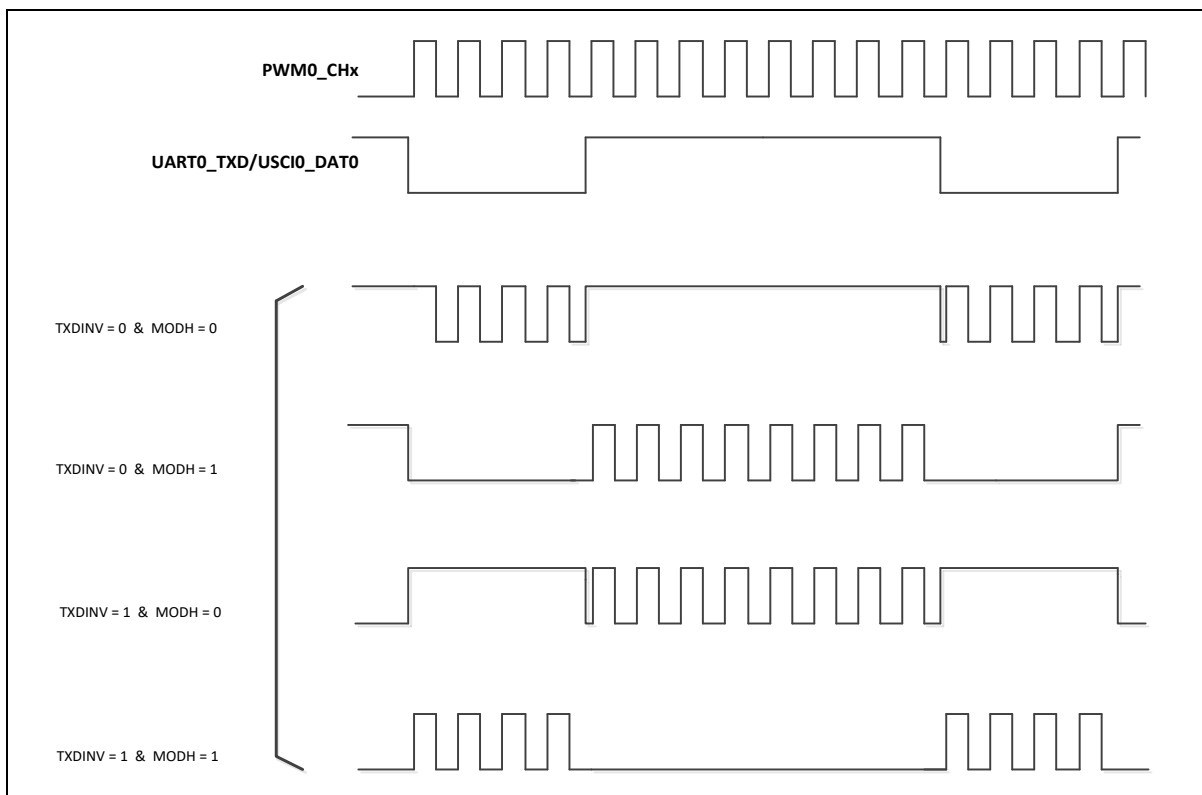 PWM0_CHx
UART0_TXD/USCI0_DAT0
TXDINV = 0 & MODH = 0
TXDINV = 0 & MODH = 1
TXDINV = 1 & MODH = 0
TXDINV = 1 & MODH = 1